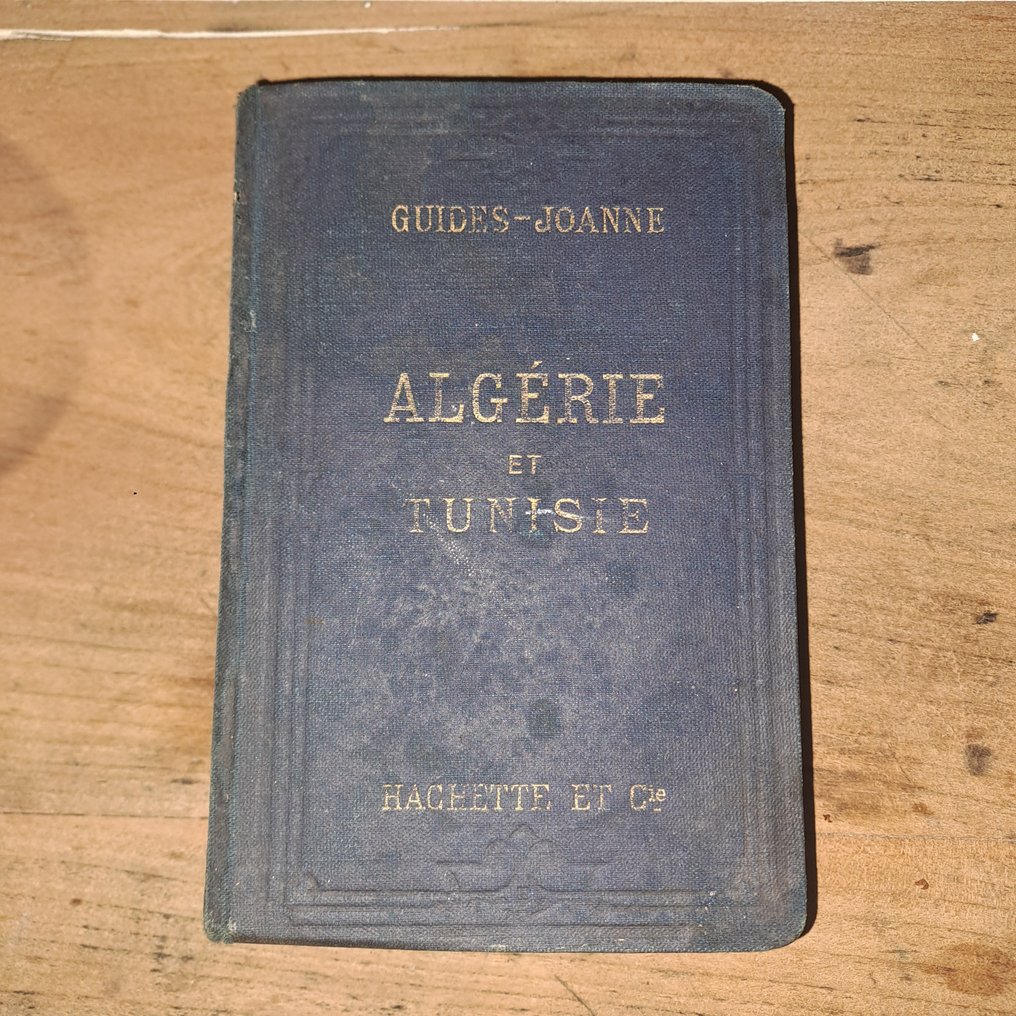 GUIDES-JOANNE
ALGÉRIE
ET
TUNISIE
HACHETTE ET Cie